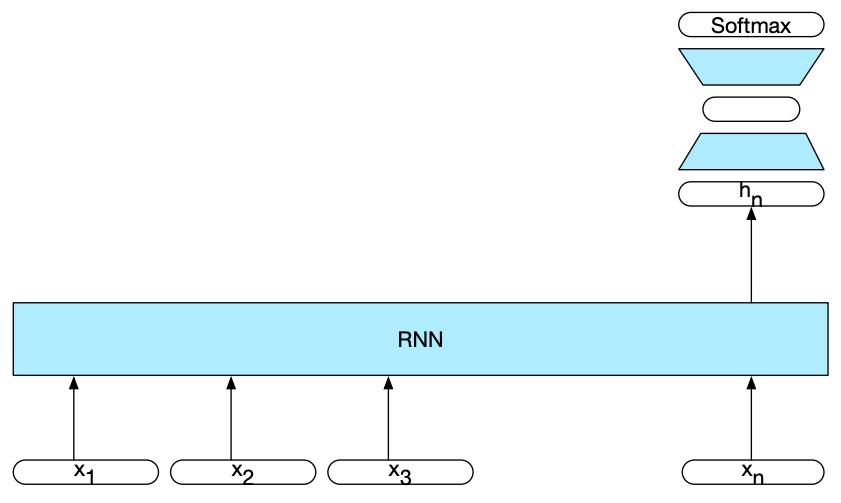 Softmax
hn
RNN
x1 x2 x3 xn